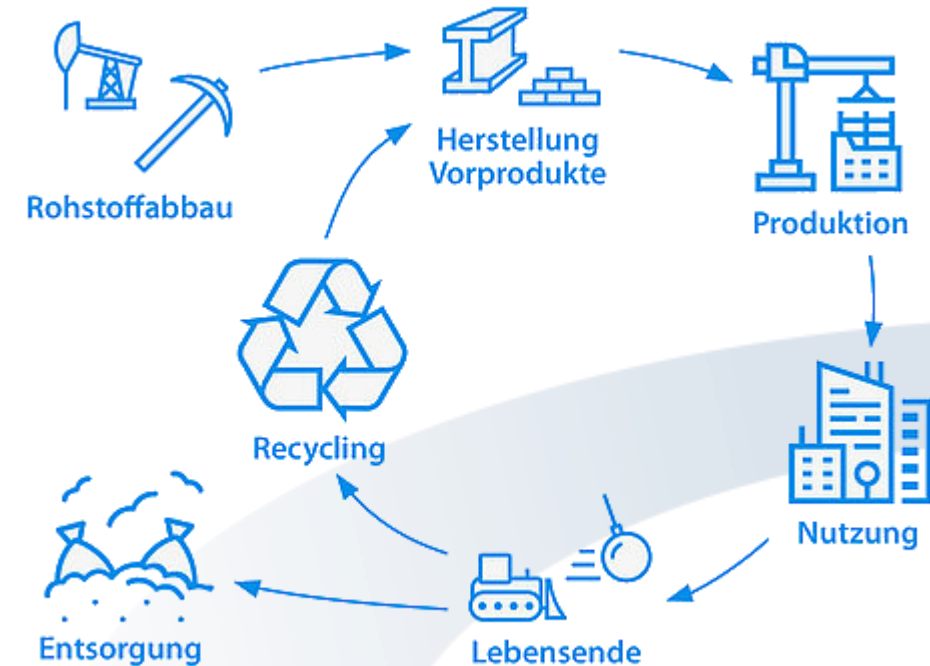 Rohstoffabbau
Herstellung
Vorprodukte
Produktion
Nutzung
Lebensende
Recycling
Entsorgung